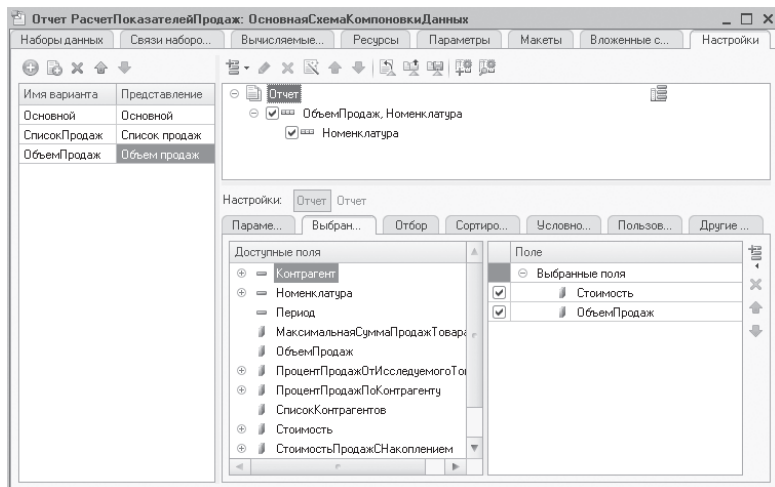 Отчет РасчетПоказателейПродаж: ОсновнаяСхемаКомпоновкиДанных
Наборы данных Связи наборо... Вычисляемые... Ресурсы Параметры Макеты Вложенные с... Настройки
Имя варианта Представление
Основной Основной
СписокПродаж Список продаж
ОбъемПродаж Объем продаж
Отчет
ОбъемПродаж, Номенклатура
Номенклатура
Настройки: Отчет Отчет
Параме... Выбран... Отбор Сортиро... Условно... Пользов... Другие ...
Доступные поля
Контрагент
Номенклатура
Период
МаксимальнаяСуммаПродажТовара
ОбъемПродаж
ПроцентПродажОтИсследуемогоТо
ПроцентПродажПоКонтрагенту
СписокКонтрагентов
Стоимость
СтоимостьПродажСНакоплением
Поле
Выбранные поля
Стоимость
ОбъемПродаж